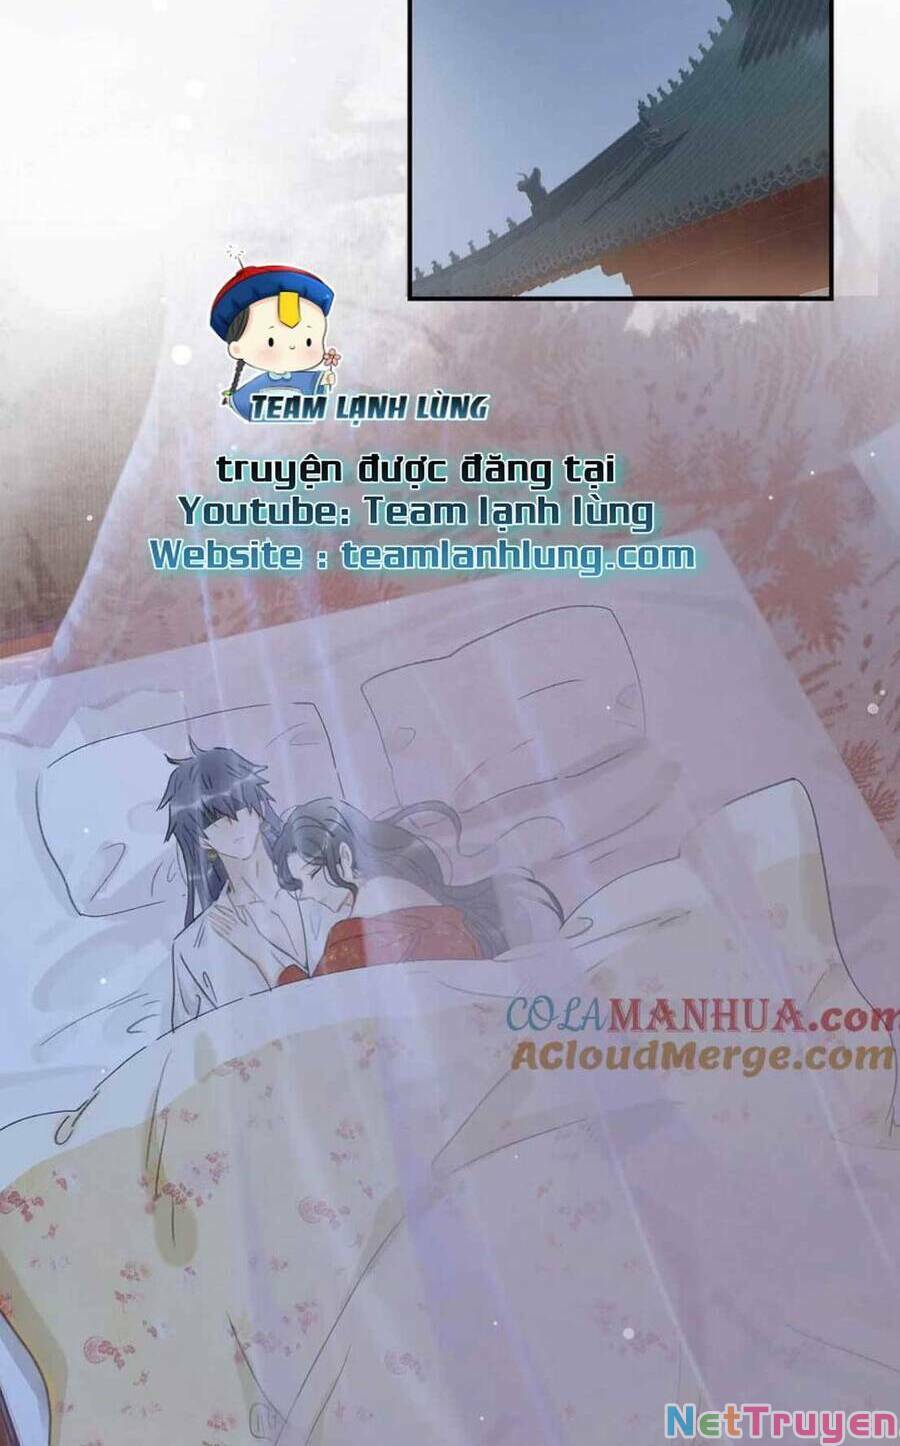 TEAM LẠNH LÙNG
truyện được đăng tại
Youtube: Team lạnh lùng
Website : teamlanhlung.com
COLAMANHUA.com
ACloudMerge.com
NetTruyen